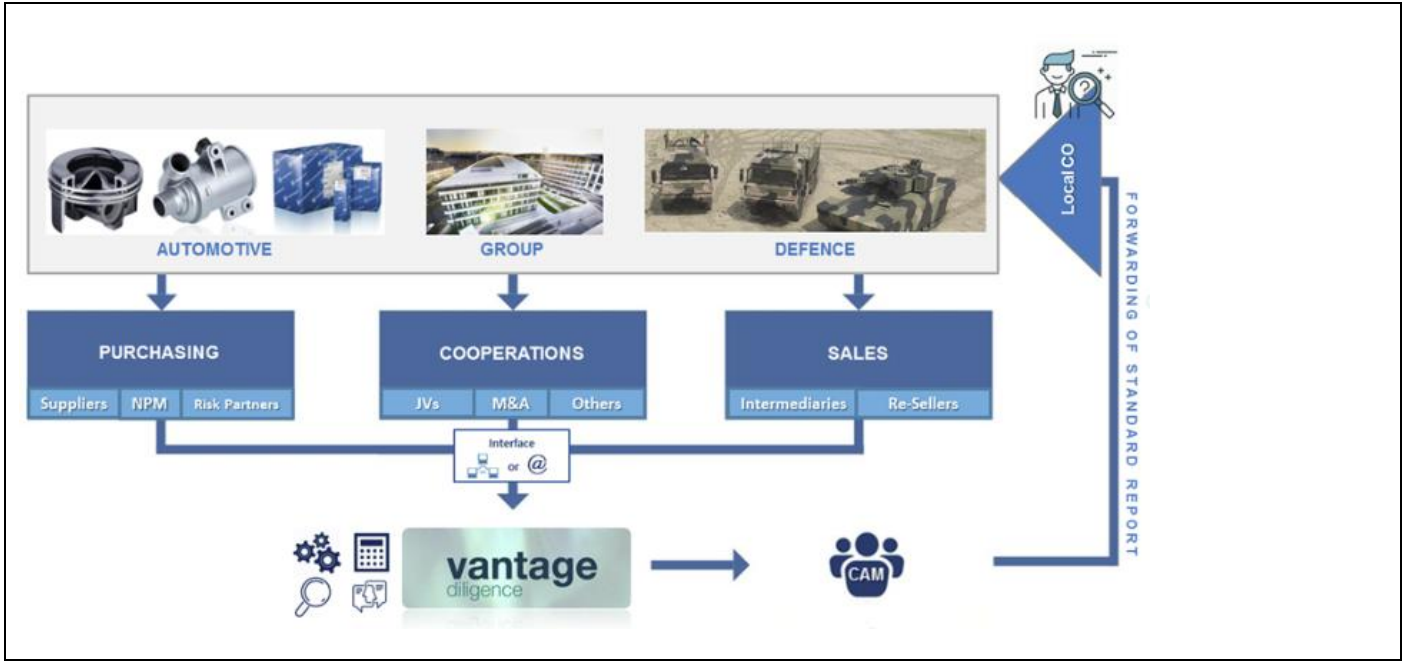 Local CO
AUTOMOTIVE
GROUP
DEFENCE
FORWARDING OF STANDARD REPORT
PURCHASING
Suppliers
NPM
Risk Partners
COOPERATIONS
JVs
M&A
Others
SALES
Intermediaries
Re-Sellers
Interface
or @
vantage
diligence
CAM